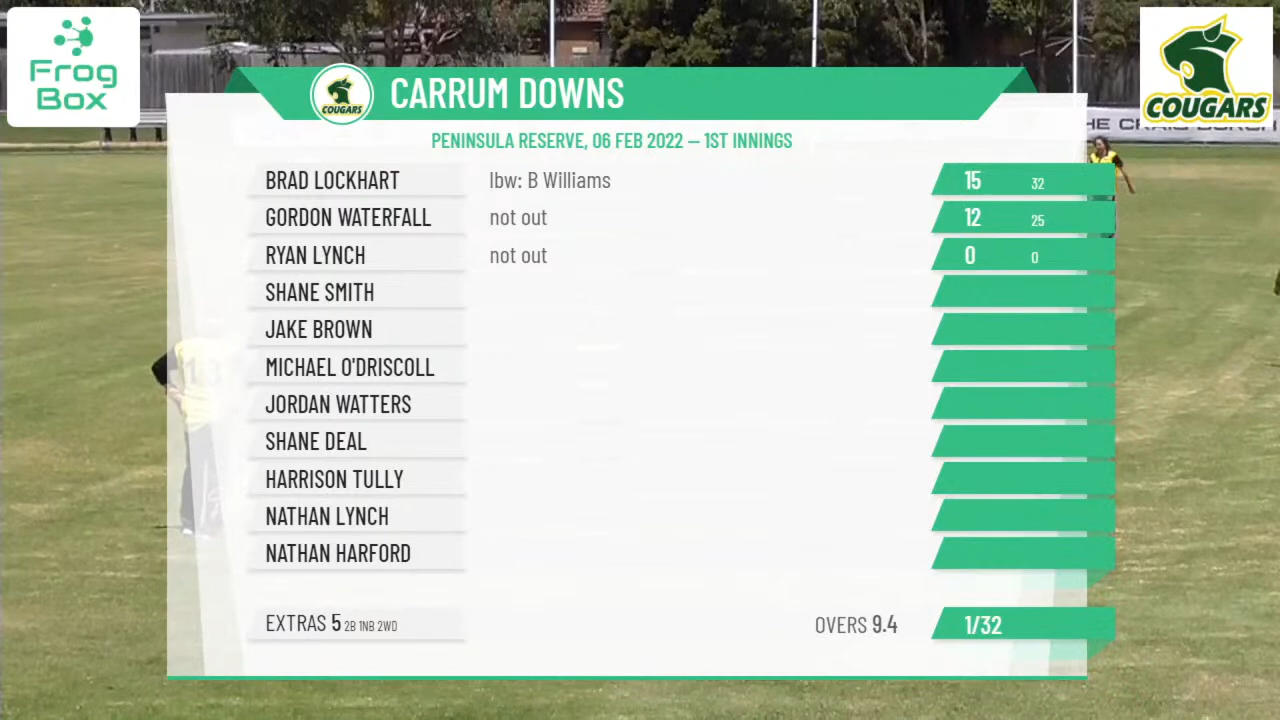 Frog
Box
COUGARS
CARRUM DOWNS
COUGARS
PENINSULA RESERVE, 06 FEB 2022 – 1ST INNINGS
BRAD LOCKHART lbw: B Williams 15 32
GORDON WATERFALL not out 12 25
RYAN LYNCH not out 0 0
SHANE SMITH
JAKE BROWN
MICHAEL O'DRISCOLL
JORDAN WATTERS
SHANE DEAL
HARRISON TULLY
NATHAN LYNCH
NATHAN HARFORD
EXTRAS 5 2B 1NB 2WD OVERS 9.4 1/32